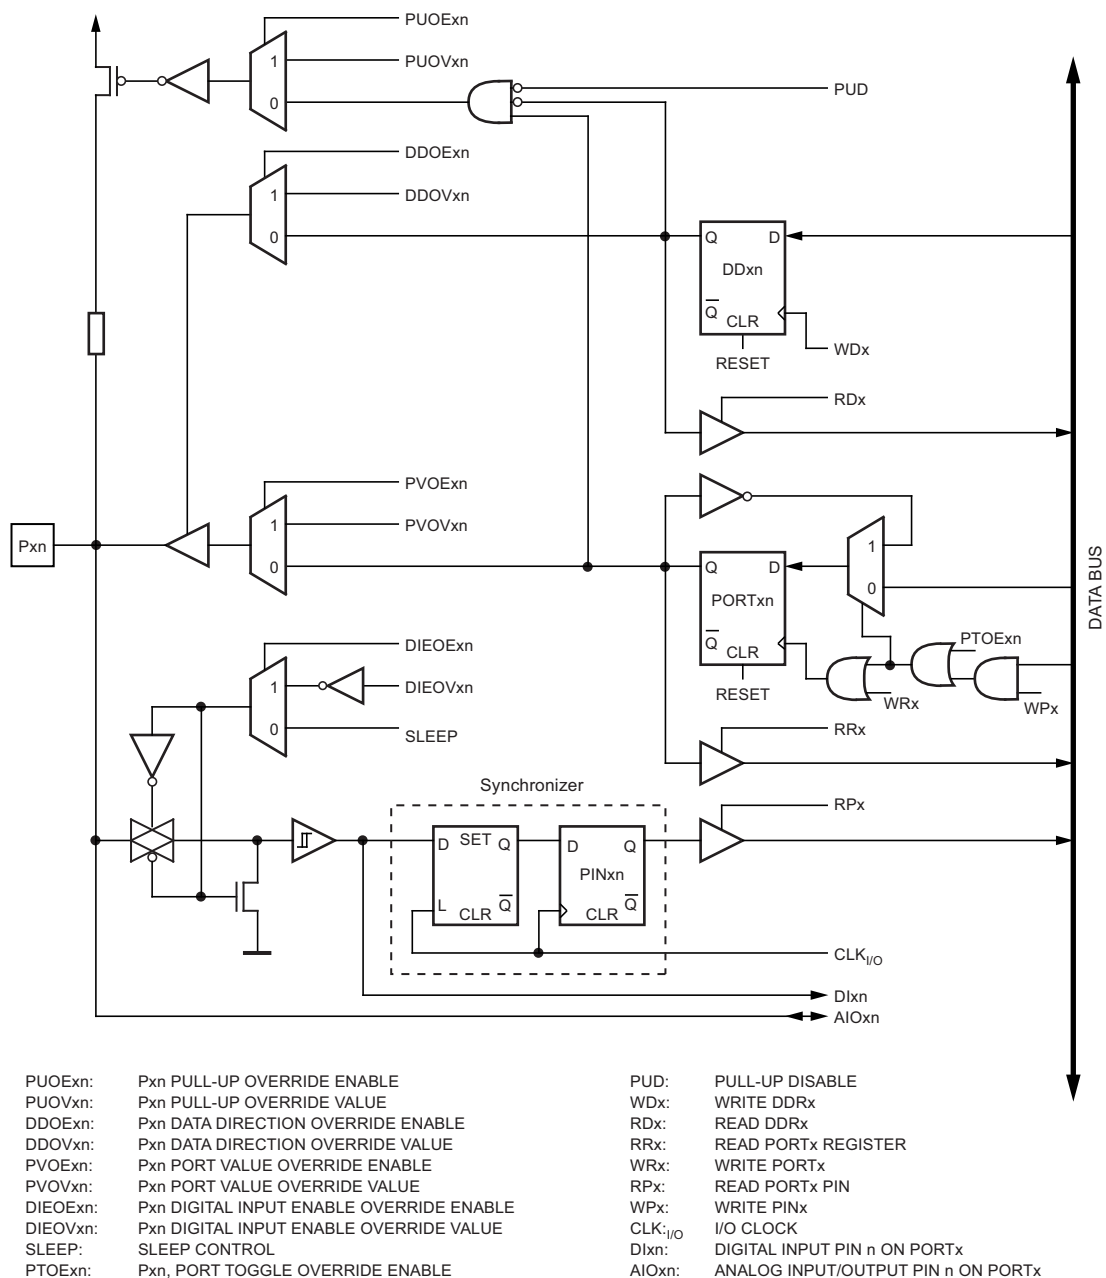 PUOExn
PUOVxn
1
0
PUD
DDOExn
DDOVxn
1
0
Q D
DDxn
Q
CLR
RESET
WDx
RDx
PVOExn
PVOVxn
1
0
Pxn
1
0
Q D
PORTxn
Q
CLR
RESET
PTOExn
WRx
WPx
DATA BUS
DIEOExn
DIEOVxn
1
0
SLEEP
RRx
Synchronizer
RPx
D SET Q
L CLR Q
D Q
PINxn
CLR Q
CLKI/O
DIxn
AIOxn
PUOExn: Pxn PULL-UP OVERRIDE ENABLE
PUOVxn: Pxn PULL-UP OVERRIDE VALUE
DDOExn: Pxn DATA DIRECTION OVERRIDE ENABLE
DDOVxn: Pxn DATA DIRECTION OVERRIDE VALUE
PVOExn: Pxn PORT VALUE OVERRIDE ENABLE
PVOVxn: Pxn PORT VALUE OVERRIDE VALUE
DIEOExn: Pxn DIGITAL INPUT ENABLE OVERRIDE ENABLE
DIEOVxn: Pxn DIGITAL INPUT ENABLE OVERRIDE VALUE
SLEEP: SLEEP CONTROL
PTOExn: Pxn, PORT TOGGLE OVERRIDE ENABLE
PUD: PULL-UP DISABLE
WDx: WRITE DDRx
RDx: READ DDRx
RRx: READ PORTx REGISTER
WRx: WRITE PORTx
RPx: READ PORTx PIN
WPx: WRITE PINx
CLK:I/O I/O CLOCK
DIxn: DIGITAL INPUT PIN n ON PORTx
AIOxn: ANALOG INPUT/OUTPUT PIN n ON PORTx